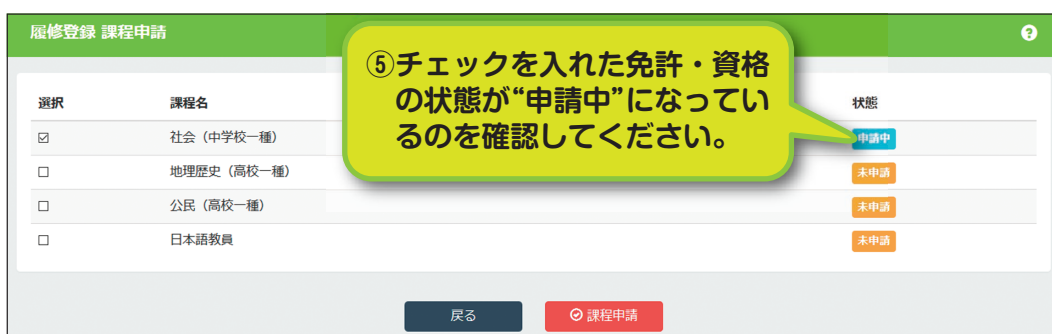 履修登録 課程申請
⑤チェックを入れた免許・資格
の状態が“申請中”になってい
るのを確認してください。
選択 課程名 状態
社会（中学校一種） 申請中
地理歴史（高校一種） 未申請
公民（高校一種） 未申請
日本語教員 未申請
戻る 課程申請